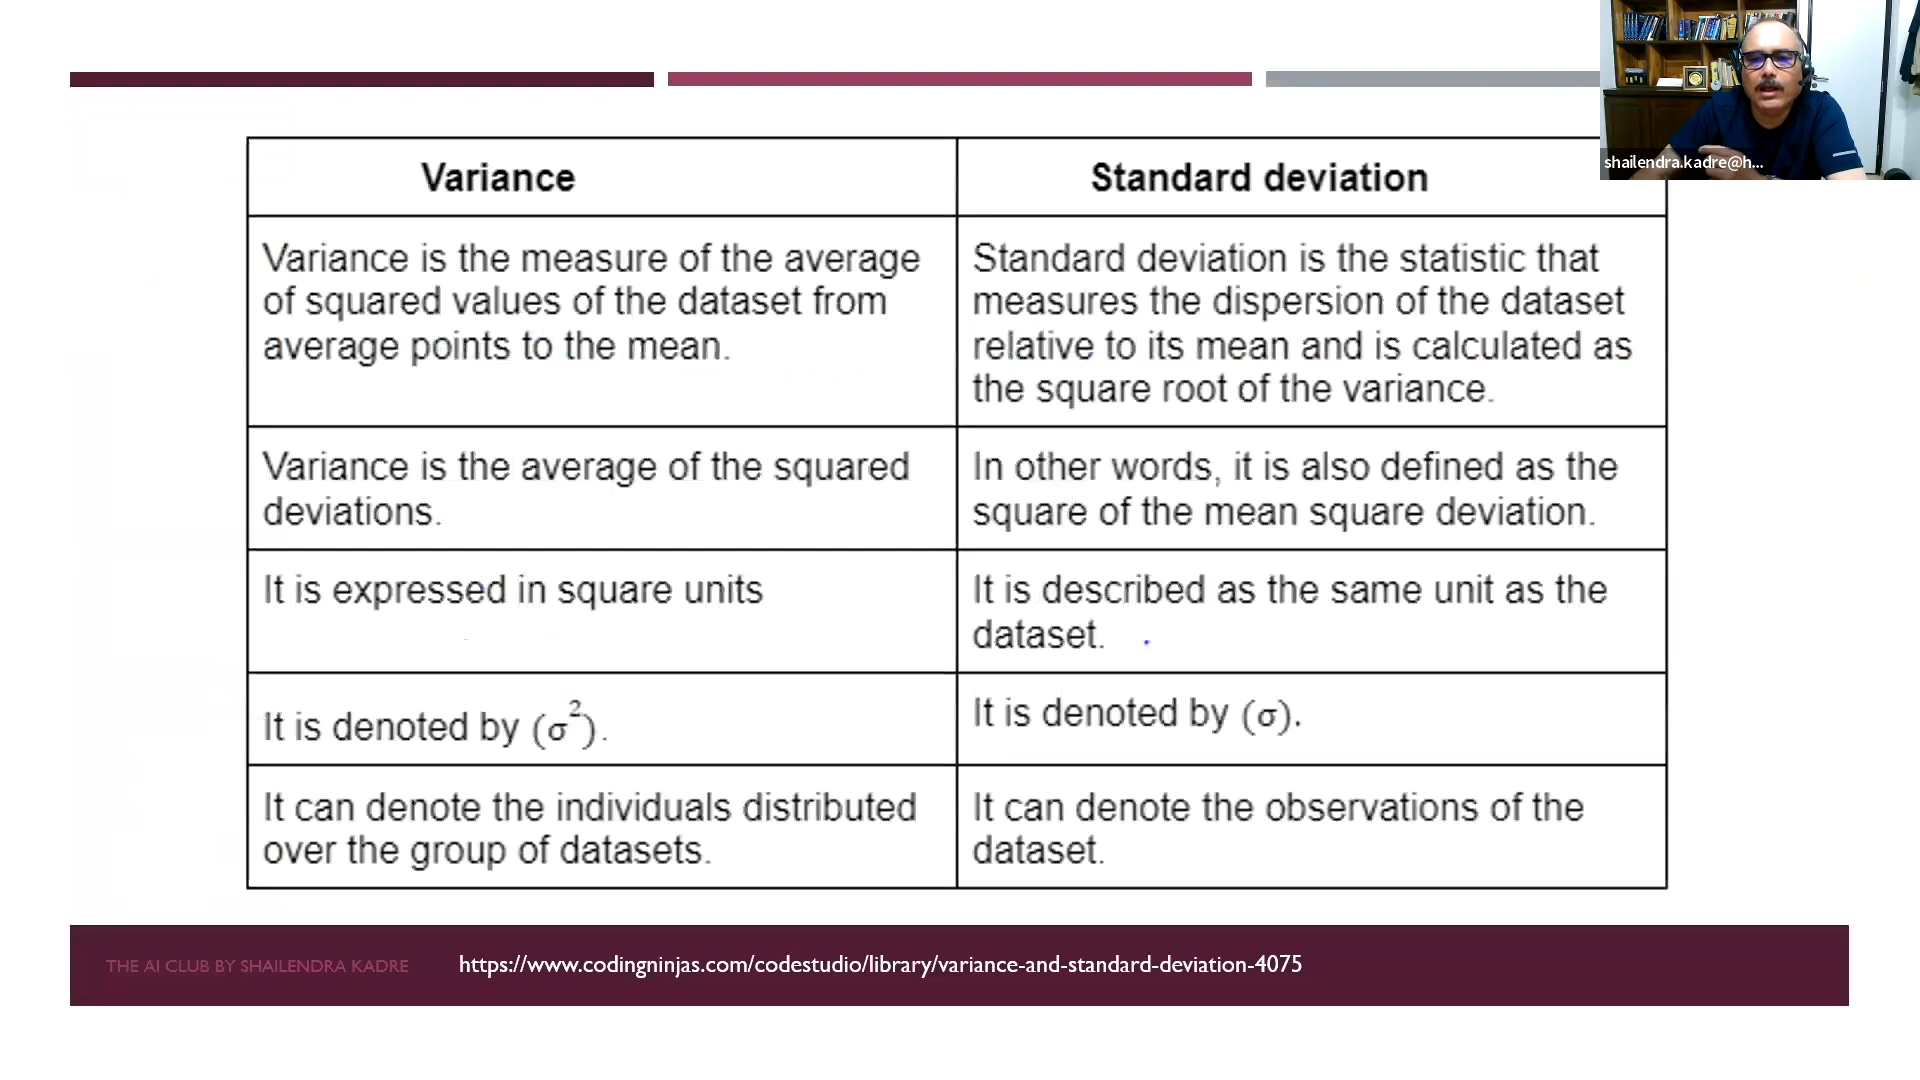 shailendra.kadre@h...
Variance
Standard deviation
Variance is the measure of the average
of squared values of the dataset from
average points to the mean.
Standard deviation is the statistic that
measures the dispersion of the dataset
relative to its mean and is calculated as
the square root of the variance.
Variance is the average of the squared
deviations.
In other words, it is also defined as the
square of the mean square deviation.
It is expressed in square units
It is described as the same unit as the
dataset.
It is denoted by (σ²).
It is denoted by (σ).
It can denote the individuals distributed
over the group of datasets.
It can denote the observations of the
dataset.
THE AI CLUB BY SHAILENDRA KADRE
https://www.codingninjas.com/codestudio/library/variance-and-standard-deviation-4075